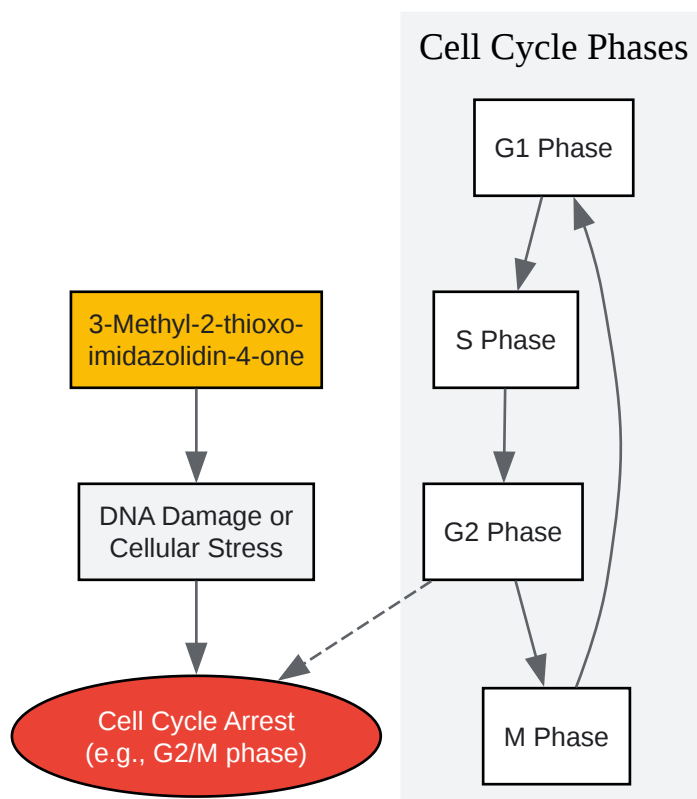 Cell Cycle Phases
G1 Phase
3-Methyl-2-thioxo-
imidazolidin-4-one
S Phase
DNA Damage or
Cellular Stress
G2 Phase
Cell Cycle Arrest
(e.g., G2/M phase)
M Phase